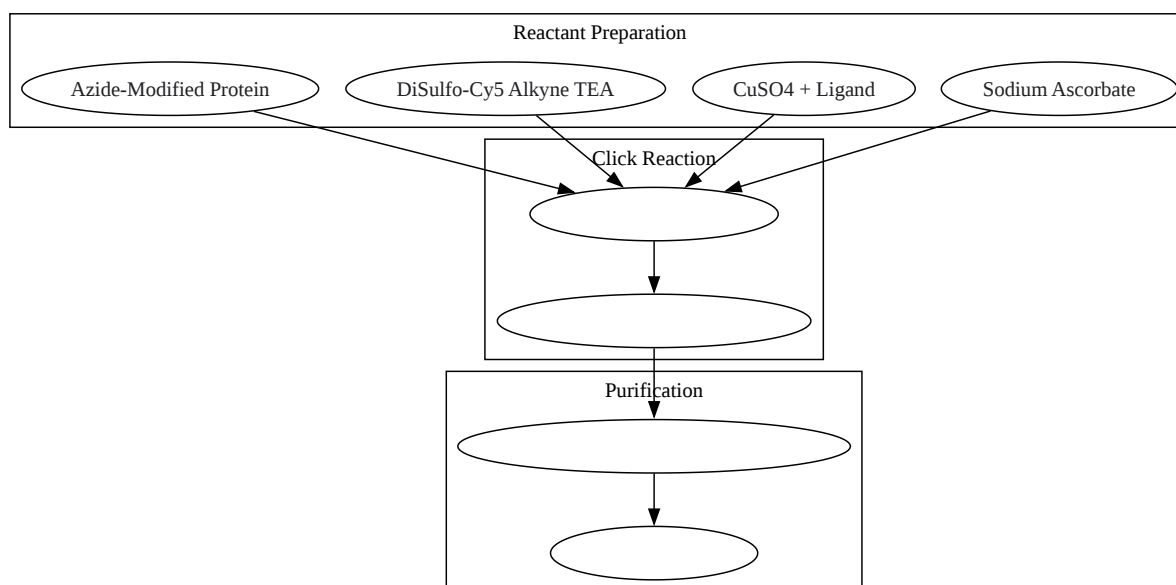 Reactant Preparation
Azide-Modified Protein
DiSulfo-Cy5 Alkyne TEA
CuSO4 + Ligand
Sodium Ascorbate
Click Reaction
Purification